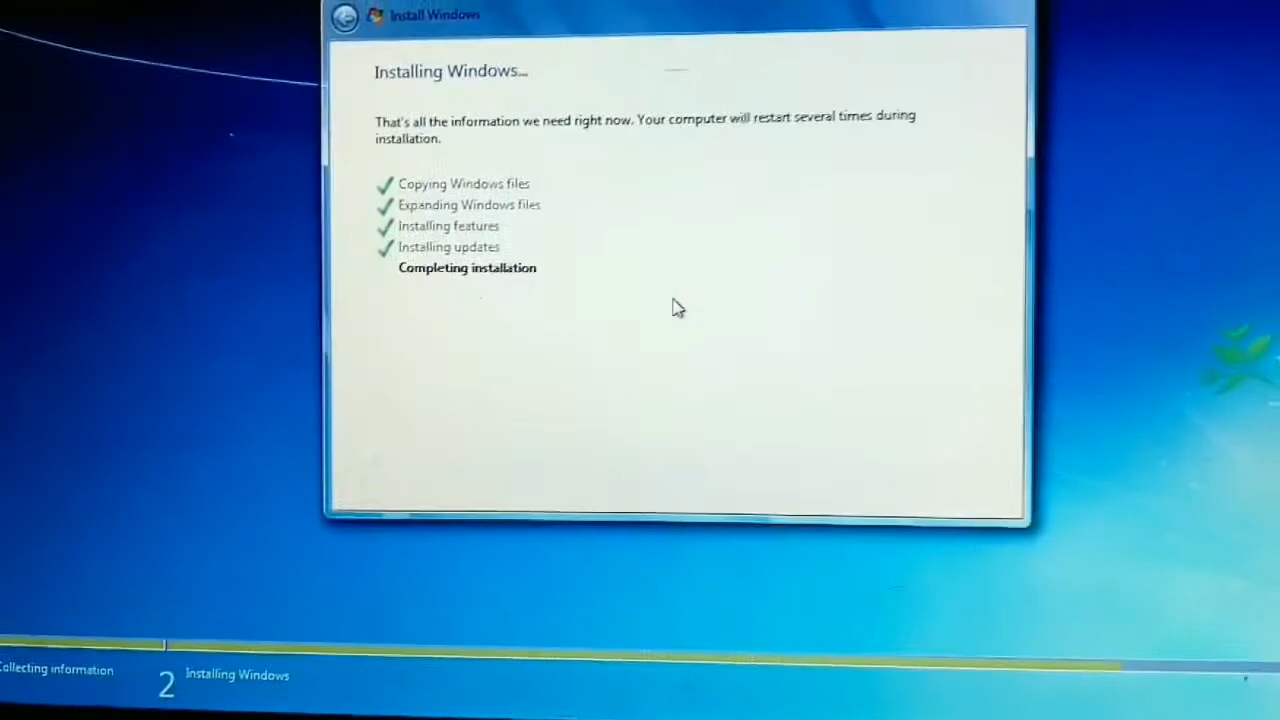 Install Windows
Installing Windows...
That's all the information we need right now. Your computer will restart several times during
installation.
Copying Windows files
Expanding Windows files
Installing features
Installing updates
Completing installation
Collecting information
2 Installing Windows